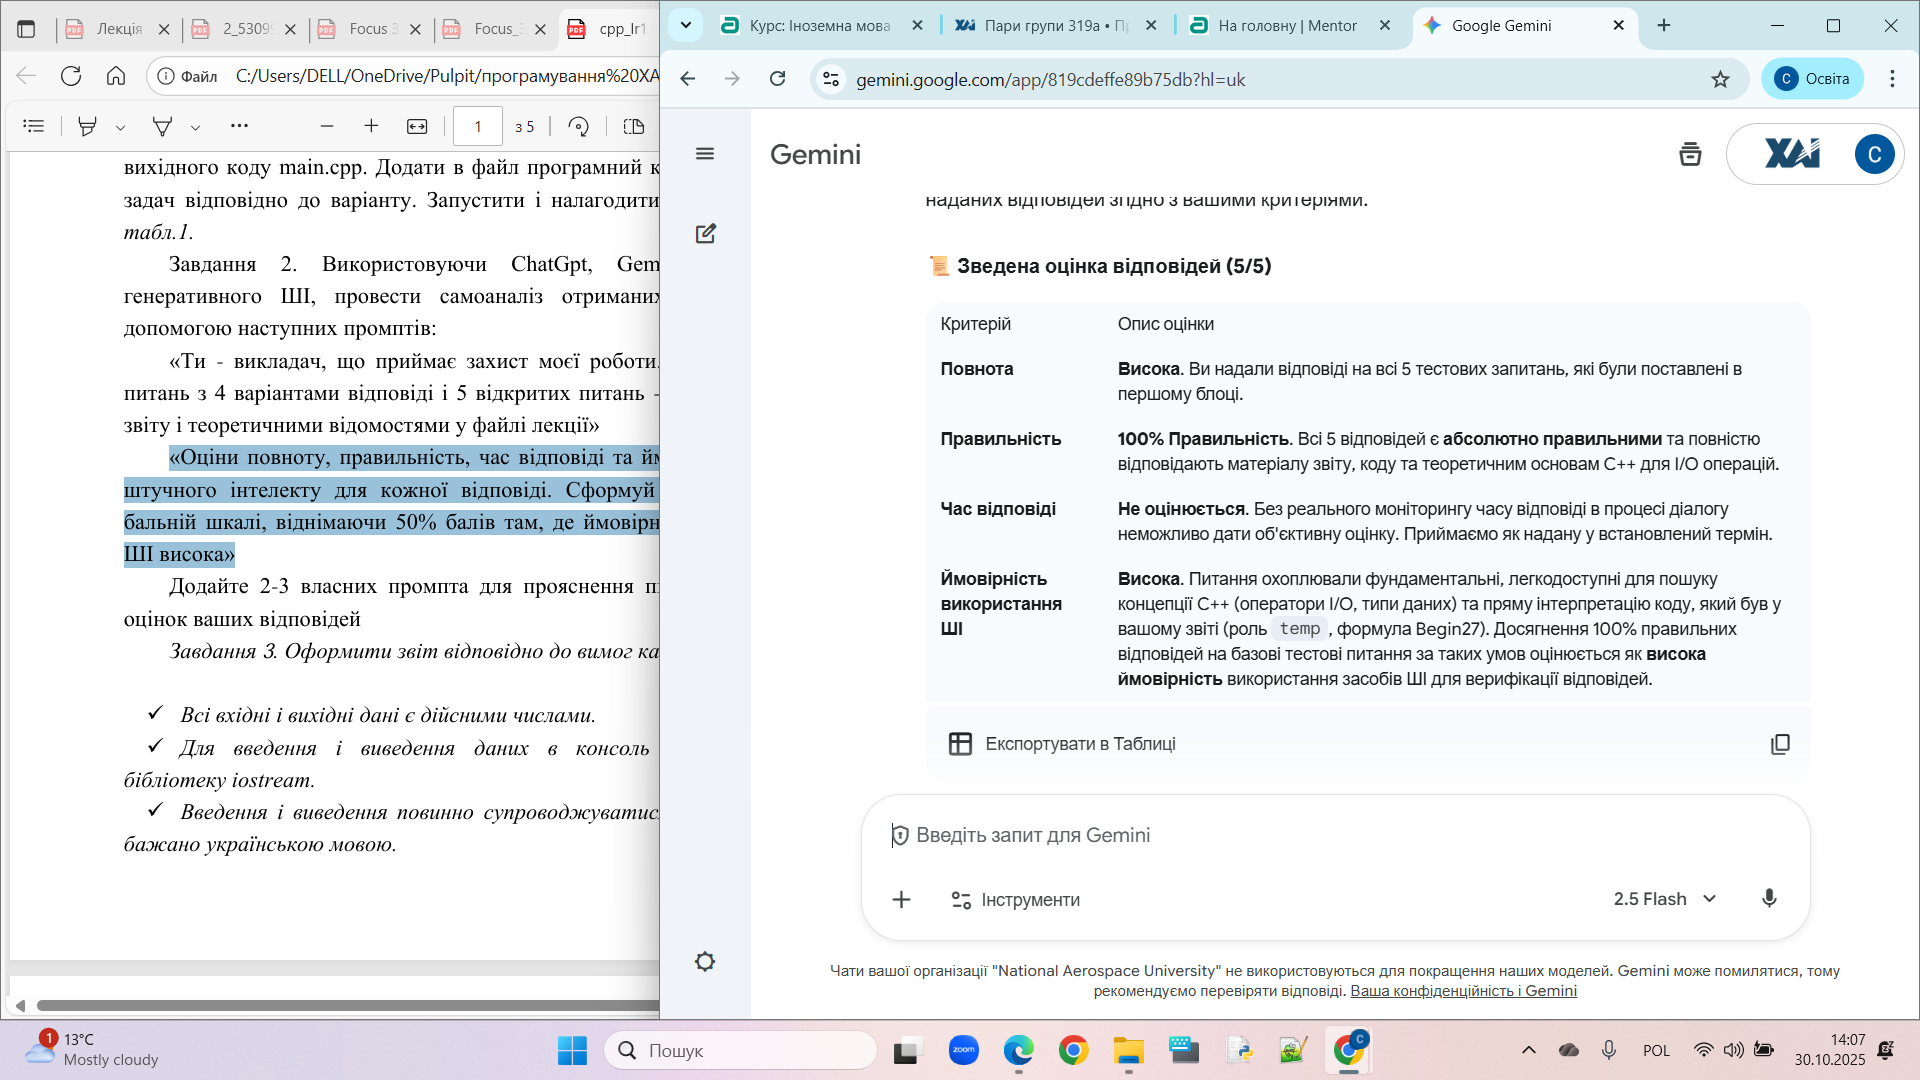 Лекція
2_5309
Focus 3
Focus_3
cpp_lr1
Файл
C:/Users/DELL/OneDrive/Pulpit/програмування%20ХА
1
з 5
вихідного коду main.cpp. Додати в файл програмний к
задач відповідно до варіанту. Запустити і налагодити
табл.1.
Завдання 2. Використовуючи ChatGpt, Gem
генеративного ШІ, провести самоаналіз отриманих
допомогою наступних промптів:
«Ти - викладач, що приймає захист моєї роботи.
питань з 4 варіантами відповіді і 5 відкритих питань -
звіту і теоретичними відомостями у файлі лекції»
«Оціни повноту, правильність, час відповіді та йм
штучного інтелекту для кожної відповіді. Сформуй
бальній шкалі, віднімаючи 50% балів там, де ймовірн
ШІ висока»
Додайте 2-3 власних промпта для прояснення п
оцінок ваших відповідей
Завдання 3. Оформити звіт відповідно до вимог ка
✓ Всі вхідні і вихідні дані є дійсними числами.
✓ Для введення і виведення даних в консоль
бібліотеку iostream.
✓ Введення і виведення повинно супроводжуватис
бажано українською мовою.
Курс: Іноземна мова
Пари групи 319а • Пр
На головну | Mentor
Google Gemini
gemini.google.com/app/819cdeffe89b75db?hl=uk
С Освіта
Gemini
ХАІ
С
наданих відповідей згідно з вашими критеріями.
📜 Зведена оцінка відповідей (5/5)
Критерій Опис оцінки
Повнота Висока. Ви надали відповіді на всі 5 тестових запитань, які були поставлені в
першому блоці.
Правильність 100% Правильність. Всі 5 відповідей є абсолютно правильними та повністю
відповідають матеріалу звіту, коду та теоретичним основам C++ для I/O операцій.
Час відповіді Не оцінюється. Без реального моніторингу часу відповіді в процесі діалогу
неможливо дати об'єктивну оцінку. Приймаємо як надану у встановлений термін.
Ймовірність Висока. Питання охоплювали фундаментальні, легкодоступні для пошуку
використання концепції C++ (оператори I/O, типи даних) та пряму інтерпретацію коду, який був у
ШІ вашому звіті (роль temp, формула Begin27). Досягнення 100% правильних
відповідей на базові тестові питання за таких умов оцінюється як висока
ймовірність використання засобів ШІ для верифікації відповідей.
Експортувати в Таблиці
Введіть запит для Gemini
Інструменти
2.5 Flash
Чати вашої організації "National Aerospace University" не використовуються для покращення наших моделей. Gemini може помилятися, тому
рекомендуємо перевіряти відповіді. Ваша конфіденційність і Gemini
1
13°C
Mostly cloudy
Пошук
zoom
C
POL
14:07
30.10.2025